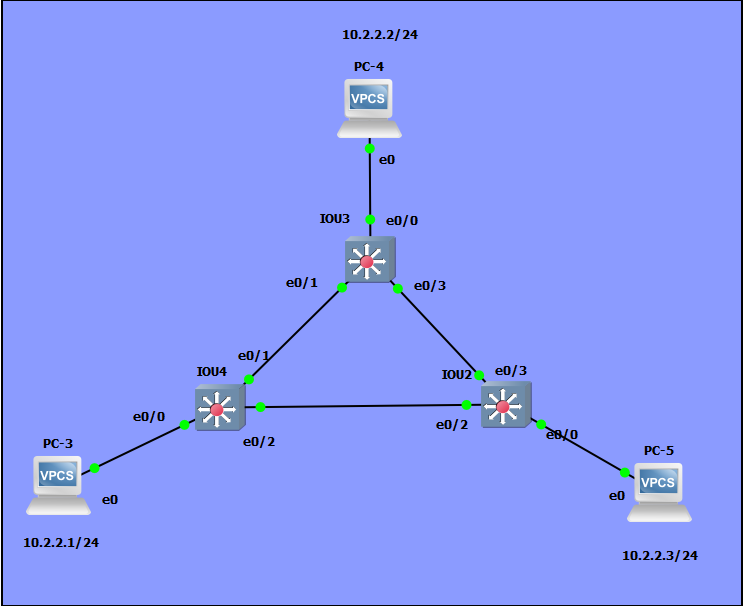 10.2.2.2/24
PC-4
VPCS
e0
IOU3
e0/0
e0/1
e0/3
e0/1
IOU4
IOU2
e0/3
e0/0
e0/2
e0/2
e0/0
PC-3
VPCS
e0
10.2.2.1/24
PC-5
VPCS
e0
10.2.2.3/24